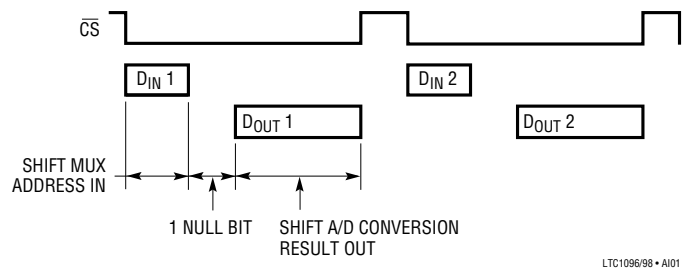 C̅S̅
DIN 1
DIN 2
DOUT 1
DOUT 2
SHIFT MUX
ADDRESS IN
1 NULL BIT
SHIFT A/D CONVERSION
RESULT OUT
LTC1096/98 • AI01